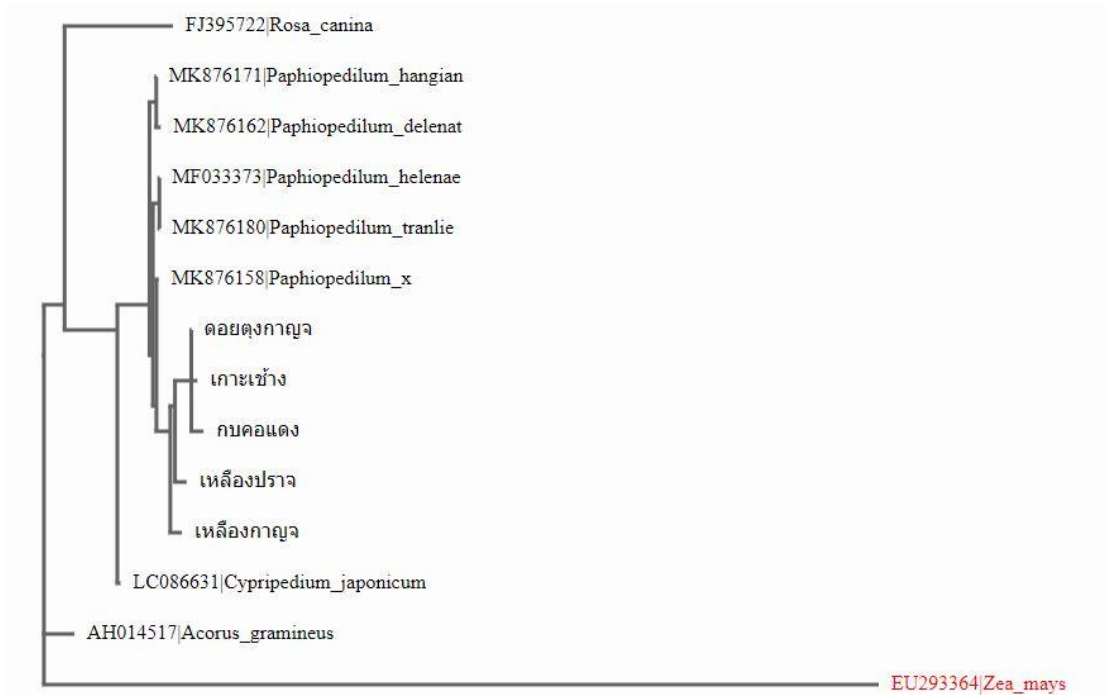 FJ395722|Rosa_canina
MK876171|Paphiopedilum_hangian
MK876162|Paphiopedilum_delenat
MF033373|Paphiopedilum_helenae
MK876180|Paphiopedilum_tranlie
MK876158|Paphiopedilum_x
ดอยตุงกาญจ
เกาะเช้าง
กบคอแดง
เหลืองปราจ
เหลืองกาญจ
LC086631|Cypripedium_japonicum
AH014517|Acorus_gramineus
EU293364|Zea_mays